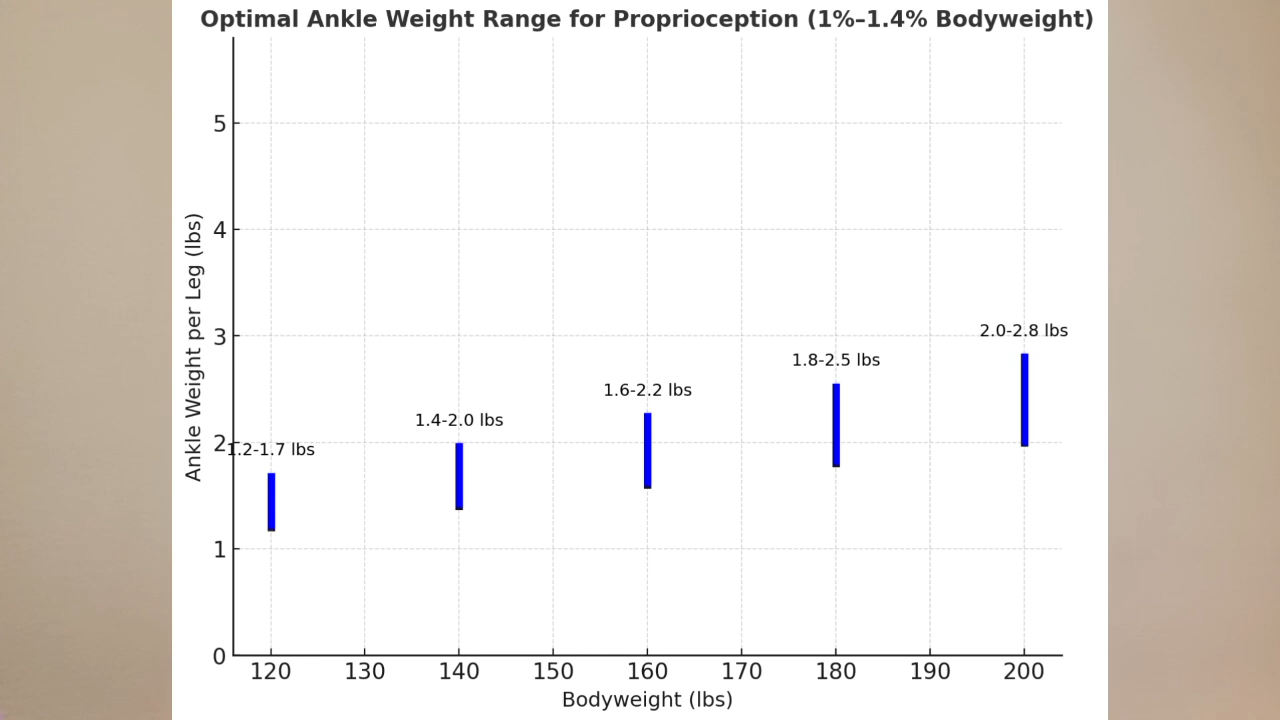 Optimal Ankle Weight Range for Proprioception (1%–1.4% Bodyweight)
Ankle Weight per Leg (lbs)
5
4
3
2
1
0
1.2-1.7 lbs
1.4-2.0 lbs
1.6-2.2 lbs
1.8-2.5 lbs
2.0-2.8 lbs
120 130 140 150 160 170 180 190 200
Bodyweight (lbs)